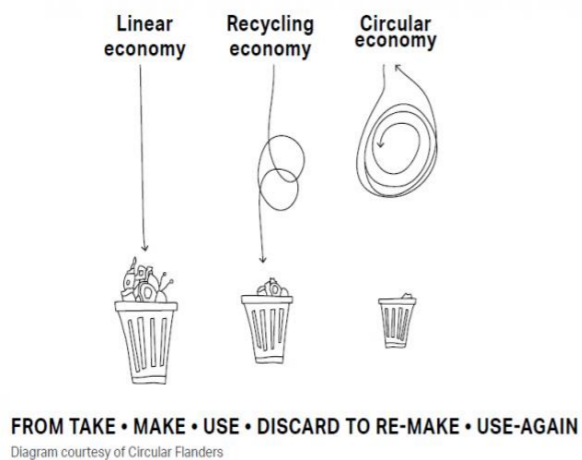 Linear
economy
Recycling
economy
Circular
economy
FROM TAKE • MAKE • USE • DISCARD TO RE-MAKE • USE-AGAIN
Diagram courtesy of Circular Flanders